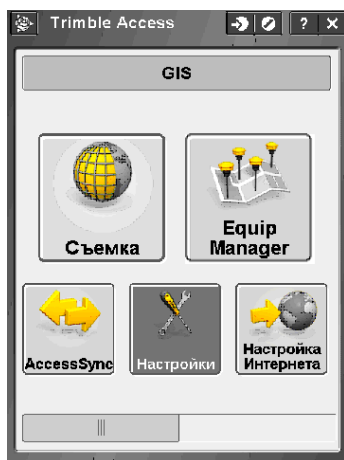 Trimble Access
? ×
GIS
Съемка
Equip
Manager
AccessSync
Настройки
Настройка
Интернета